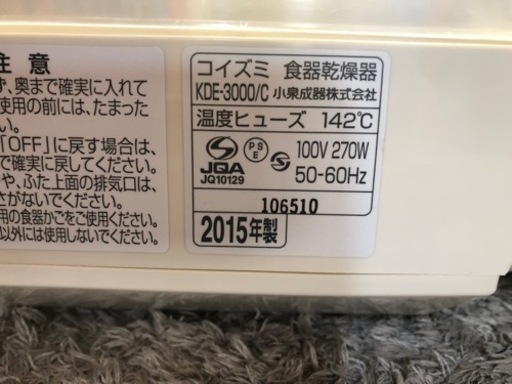 注意
ず、奥まで確実に入れて
使用の前には、たまった
ださい。
「OFF」に戻す場合は、
確実に戻してください。
や、ふた上面の排気口は、
さがないでください。
用の食器かごをご使用ください。
以外には使用しないでください。
コイズミ 食器乾燥器
KDE-3000/C 小泉成器株式会社
温度ヒューズ 142℃
JQA
JQ10129
PSE
S
100V 270W
50-60Hz
106510
2015年製